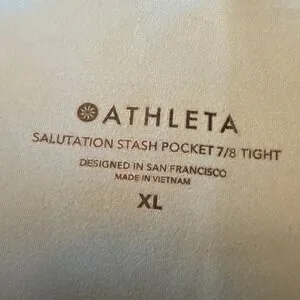 ATHLETA
SALUTATION STASH POCKET 7/8 TIGHT
DESIGNED IN SAN FRANCISCO
MADE IN VIETNAM
XL